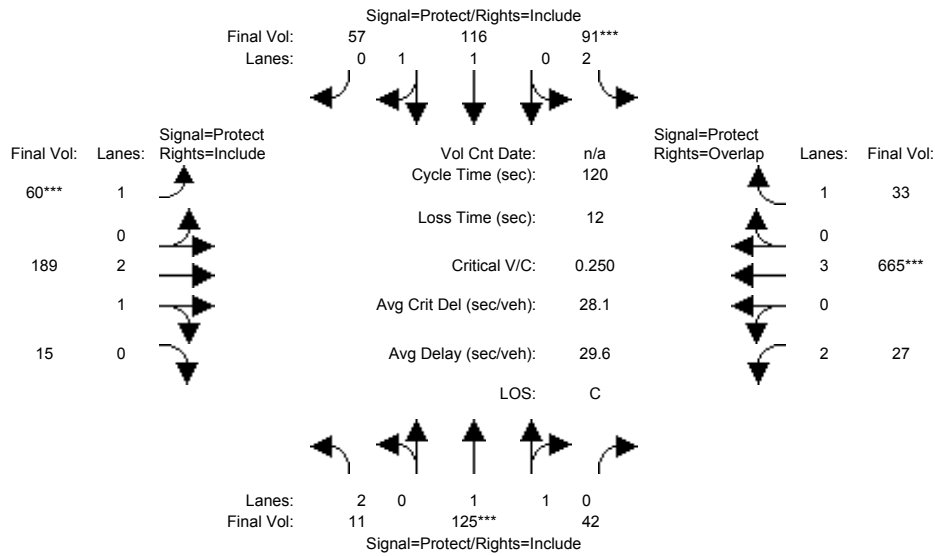 Signal=Protect/Rights=Include
Final Vol: 57 116 91***
Lanes: 0 1 1 0 2
Signal=Protect Signal=Protect
Final Vol: Lanes: Rights=Include Vol Cnt Date: n/a Rights=Overlap Lanes: Final Vol:
Cycle Time (sec): 120
60*** 1 1 33
Loss Time (sec): 12
0 0
189 2 Critical V/C: 0.250 3 665***
1 Avg Crit Del (sec/veh): 28.1 0
15 0 Avg Delay (sec/veh): 29.6 2 27
LOS: C
Lanes: 2 0 1 1 0
Final Vol: 11 125*** 42
Signal=Protect/Rights=Include